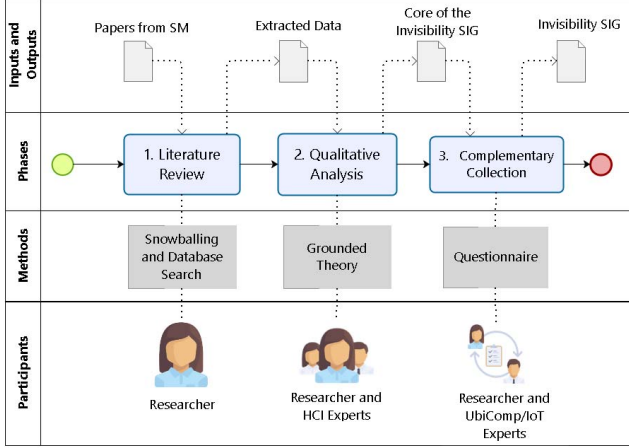 Inputs and
Outputs
Papers from SM
Extracted Data
Core of the
Invisibility SIG
Invisibility SIG
Phases
1. Literature
Review
2. Qualitative
Analysis
3. Complementary
Collection
Methods
Snowballing
and Database
Search
Grounded
Theory
Questionnaire
Participants
Researcher
Researcher and
HCI Experts
Researcher and
UbiComp/IoT
Experts